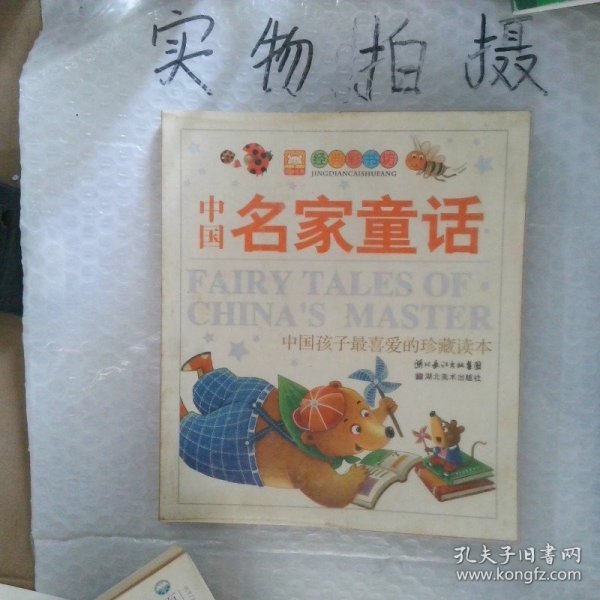 实物拍摄
经典彩书坊
JINGDIANCAISHUFANG
中国
名家童话
FAIRY TALES OF
CHINA'S MASTER
中国孩子最喜爱的珍藏读本
湖北长江出版集团
湖北美术出版社
孔夫子旧书网
www.kongfz.com